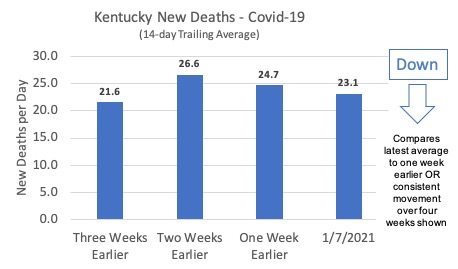 Kentucky New Deaths - Covid-19
(14-day Trailing Average)
New Deaths per Day
30.0
25.0
20.0
15.0
10.0
5.0
0.0
21.6
26.6
24.7
23.1
Three Weeks
Earlier
Two Weeks
Earlier
One Week
Earlier
1/7/2021
Down
Compares
latest average
to one week
earlier OR
consistent
movement
over four
weeks shown